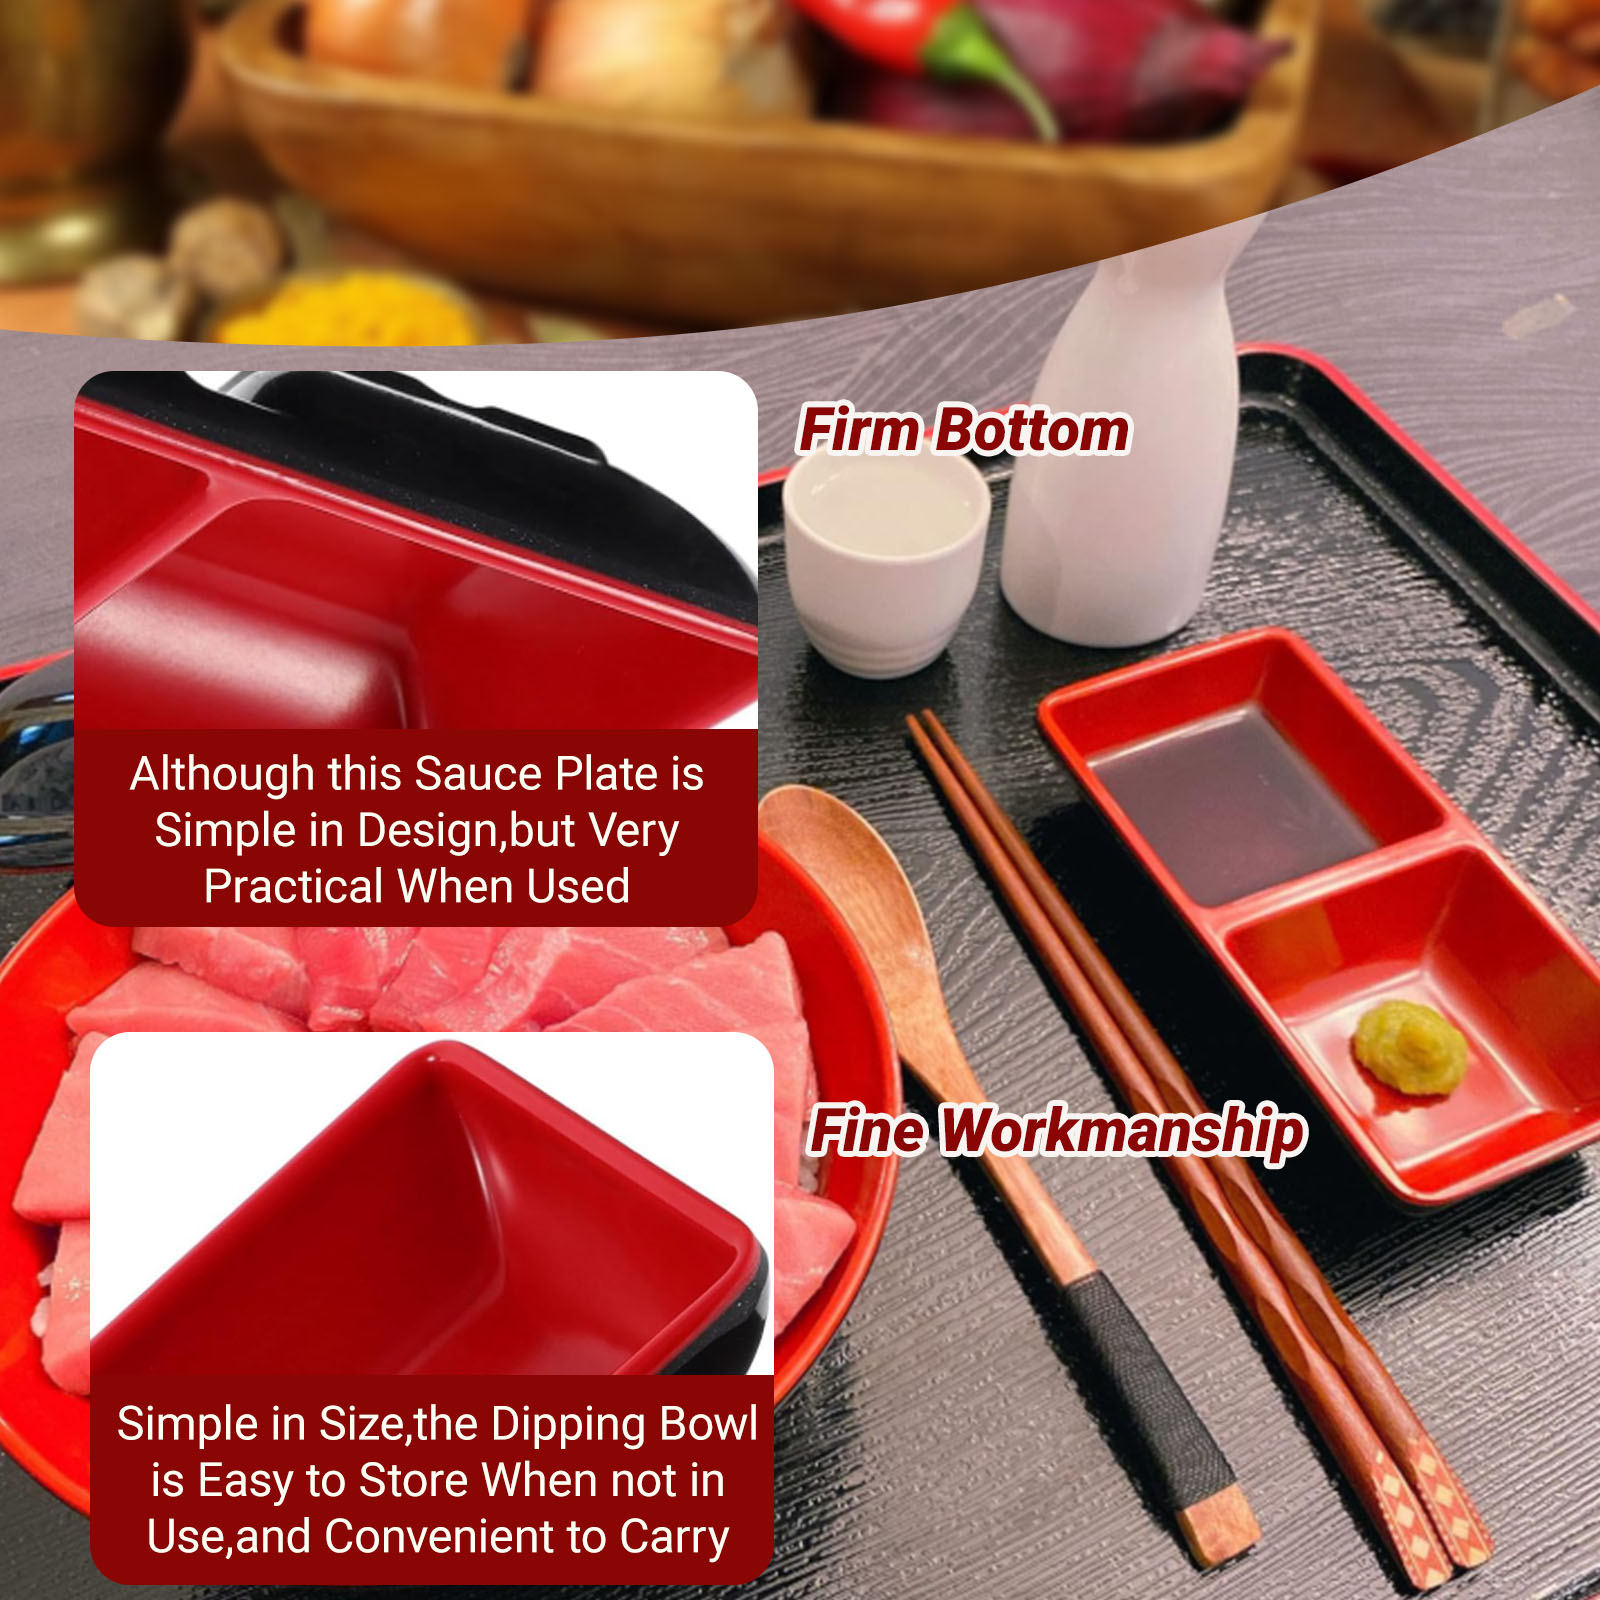 Firm Bottom
Although this Sauce Plate is
Simple in Design,but Very
Practical When Used
Fine Workmanship
Simple in Size,the Dipping Bowl
is Easy to Store When not in
Use,and Convenient to Carry